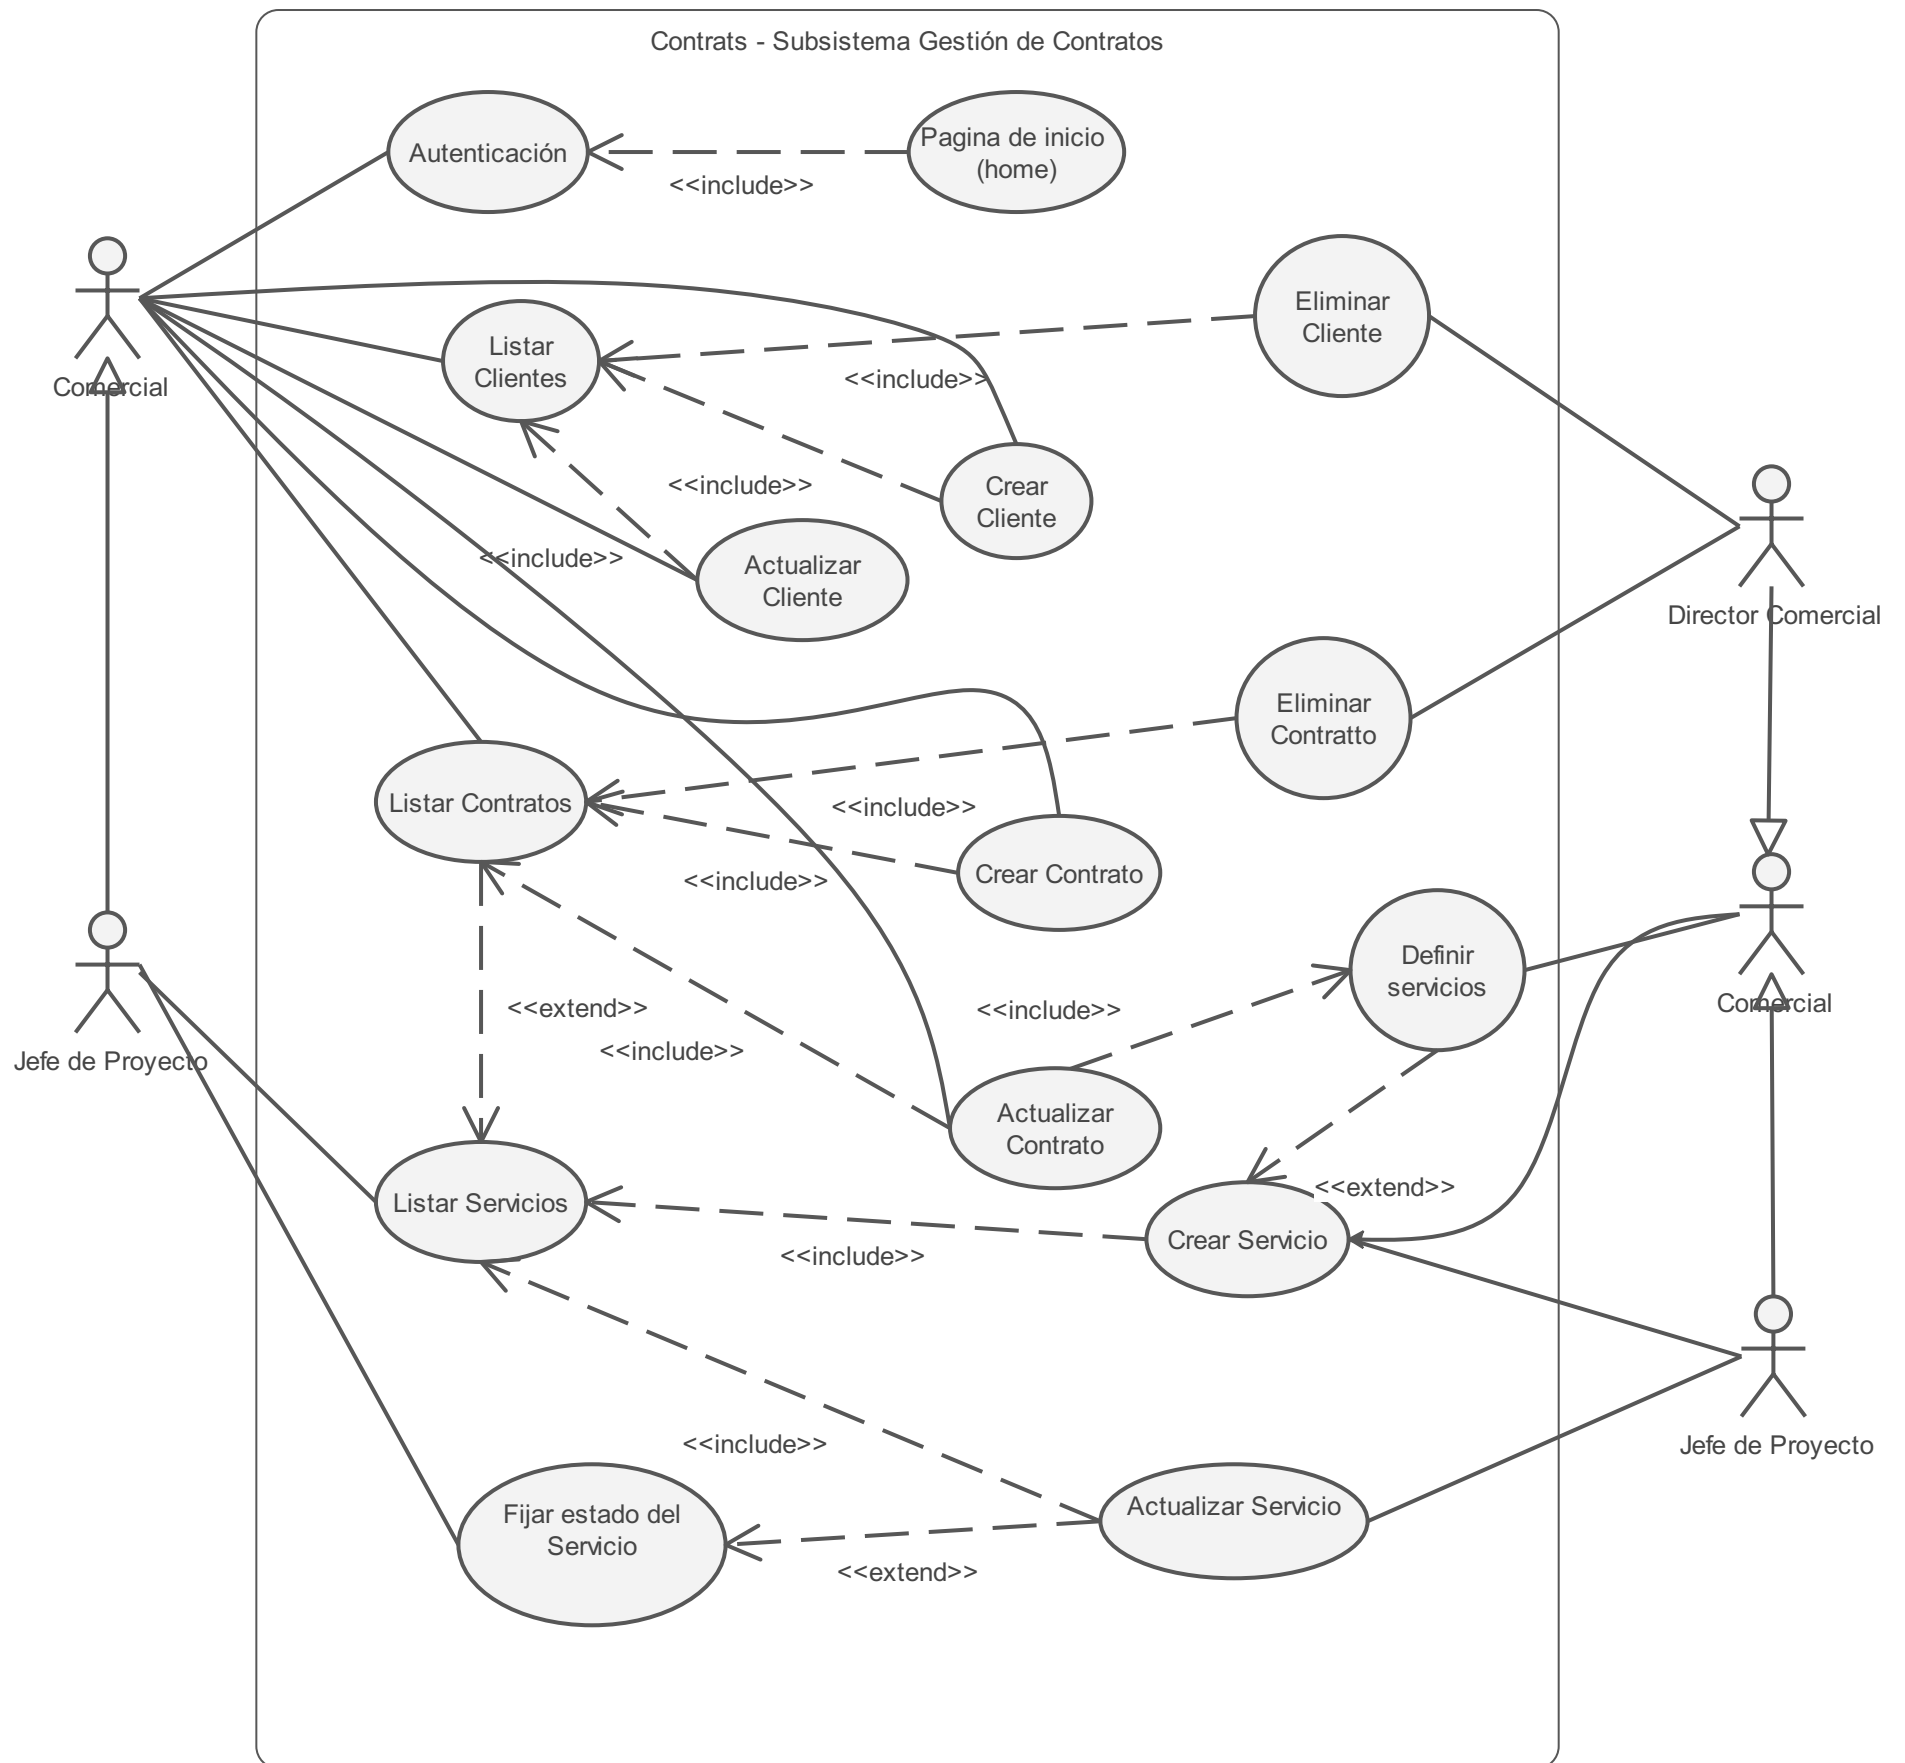 Contrats - Subsistema Gestión de Contratos
Autenticación
Pagina de inicio
(home)
<<include>>
Eliminar
Cliente
Listar
Clientes
Comercial
<<include>>
<<include>>
Crear
Cliente
<<include>>
Actualizar
Cliente
Director Comercial
Eliminar
Contratto
Listar Contratos
<<include>>
Crear Contrato
<<include>>
Definir
servicios
Comercial
<<extend>>
<<include>>
<<include>>
Jefe de Proyecto
Actualizar
Contrato
<<extend>>
Listar Servicios
Crear Servicio
<<include>>
<<include>>
Jefe de Proyecto
Actualizar Servicio
Fijar estado del
Servicio
<<extend>>